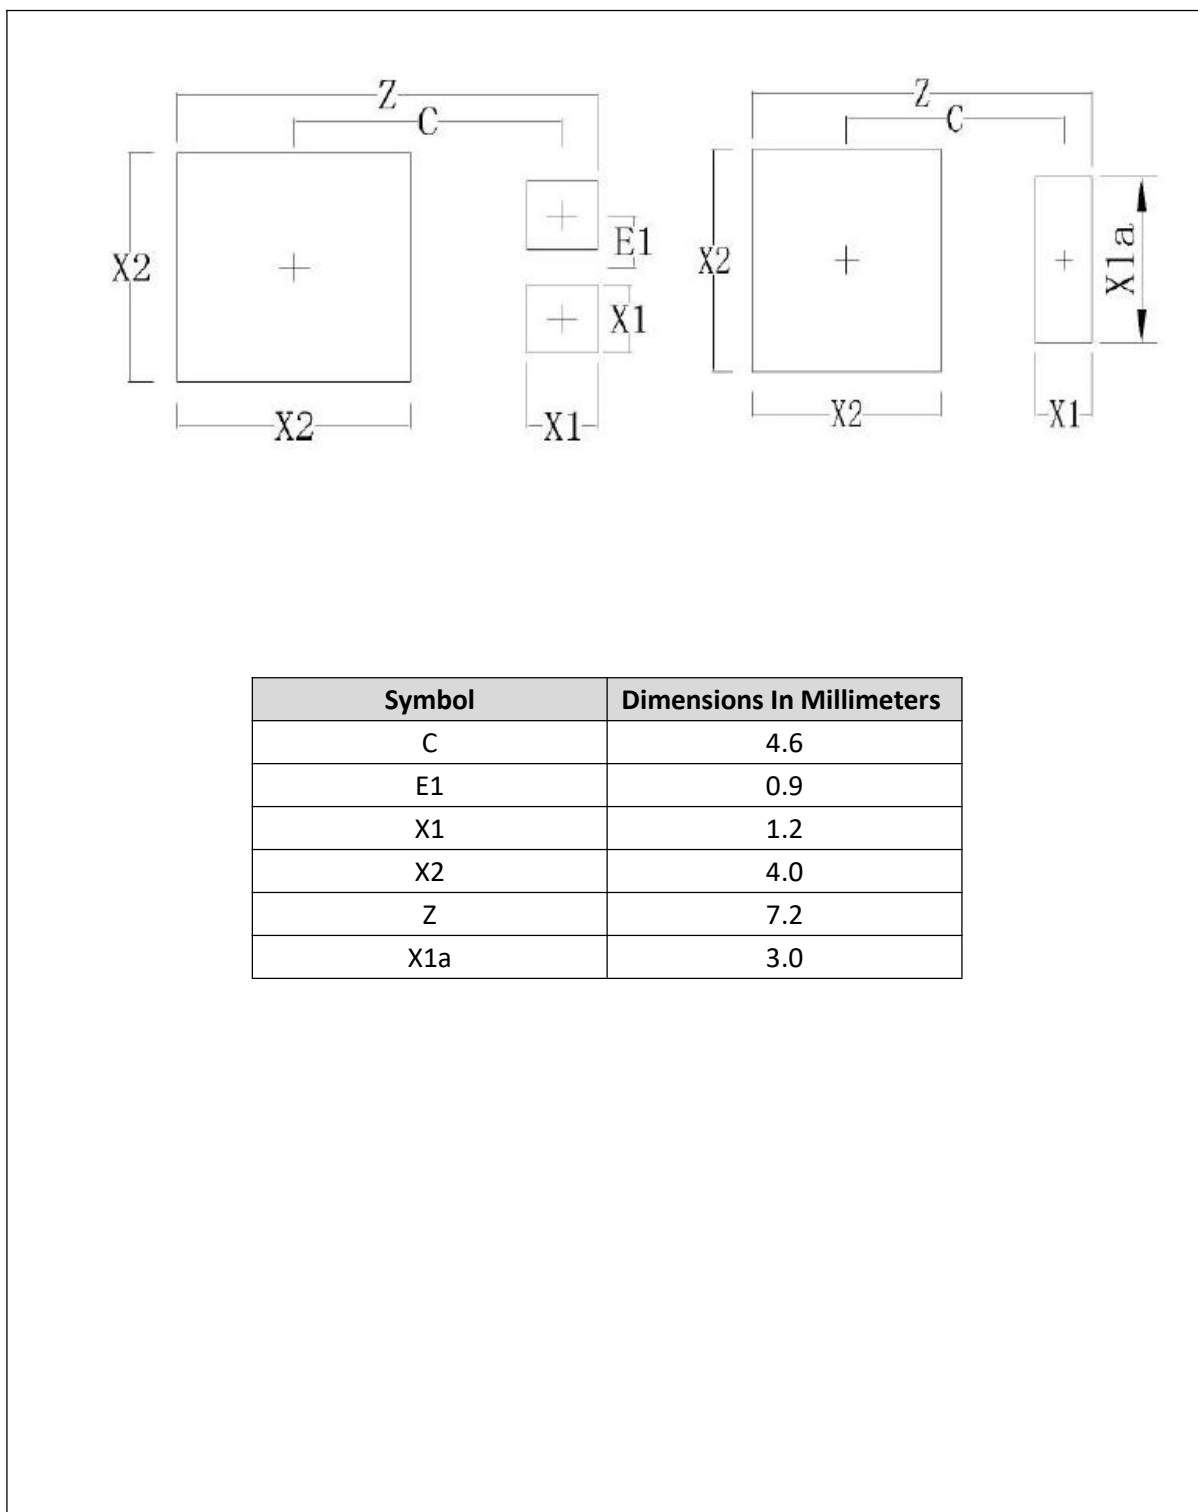 Z
C
X2
E1
X1
X2
X1
Z
C
X2
X1a
X2
X1
Symbol Dimensions In Millimeters
C 4.6
E1 0.9
X1 1.2
X2 4.0
Z 7.2
X1a 3.0